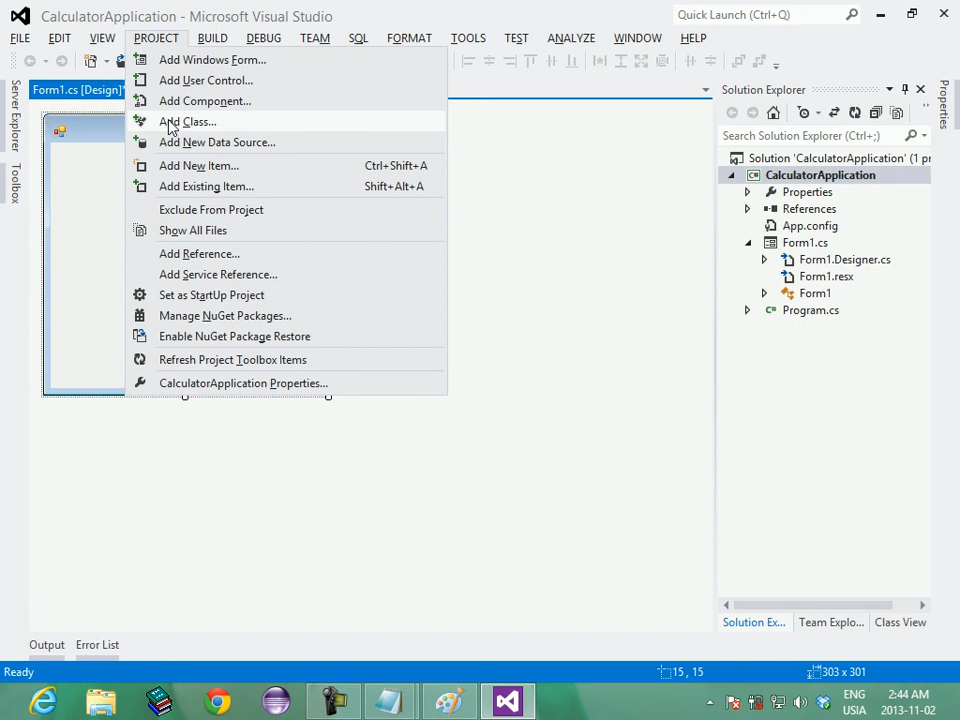 CalculatorApplication - Microsoft Visual Studio
Quick Launch (Ctrl+Q)
FILE EDIT VIEW PROJECT BUILD DEBUG TEAM SQL FORMAT TOOLS TEST ANALYZE WINDOW HELP
Add Windows Form...
Add User Control...
Add Component...
Add Class...
Add New Data Source...
Add New Item... Ctrl+Shift+A
Add Existing Item... Shift+Alt+A
Exclude From Project
Show All Files
Add Reference...
Add Service Reference...
Set as StartUp Project
Manage NuGet Packages...
Enable NuGet Package Restore
Refresh Project Toolbox Items
CalculatorApplication Properties...
Form1.cs [Design]*
Server Explorer
Toolbox
Solution Explorer
Search Solution Explorer (Ctrl+;)
Solution 'CalculatorApplication' (1 pr
CalculatorApplication
Properties
References
App.config
Form1.cs
Form1.Designer.cs
Form1.resx
Form1
Program.cs
Properties
Solution Ex... Team Explo... Class View
Output Error List
Ready 15 , 15 303 x 301
ENG 2:44 AM
USIA 2013-11-02